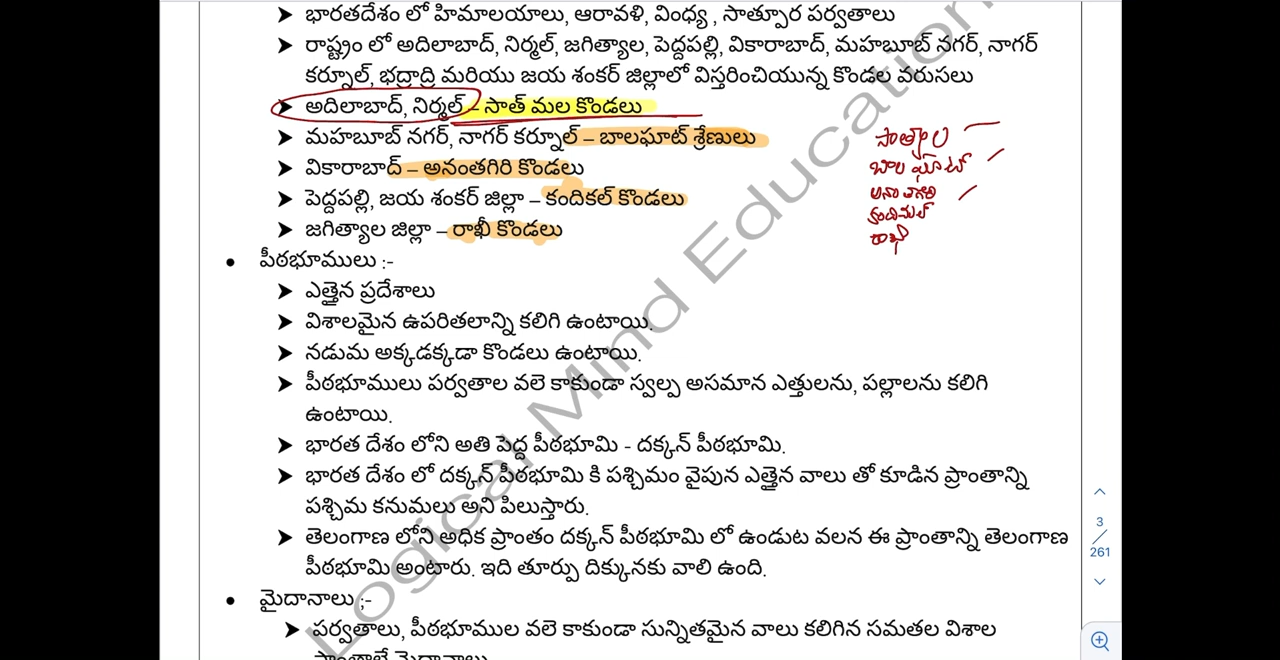 భారతదేశం లో హిమాలయాలు, ఆరావళి, వింధ్య , సాత్పూర పర్వతాలు
రాష్ట్రం లో అదిలాబాద్, నిర్మల్, జగిత్యాల, పెద్దపల్లి, వికారాబాద్, మహబూబ్ నగర్, నాగర్
కర్నూల్, భద్రాద్రి మరియు జయ శంకర్ జిల్లాలో విస్తరించియున్న కొండల వరుసలు
అదిలాబాద్, నిర్మల్ – సాత్ మల కొండలు
మహబూబ్ నగర్, నాగర్ కర్నూల్ – బాలఘాట్ శ్రేణులు
వికారాబాద్ – అనంతగిరి కొండలు
పెద్దపల్లి, జయ శంకర్ జిల్లా – కందికల్ కొండలు
జగిత్యాల జిల్లా – రాఖీ కొండలు
బాల ఘాట్
• పీఠభూములు :-
ఎత్తైన ప్రదేశాలు
విశాలమైన ఉపరితలాన్ని కలిగి ఉంటాయి.
నడుమ అక్కడక్కడా కొండలు ఉంటాయి.
పీఠభూములు పర్వతాల వలె కాకుండా స్వల్ప అసమాన ఎత్తులను, పల్లాలను కలిగి
ఉంటాయి.
భారత దేశం లోని అతి పెద్ద పీఠభూమి - దక్కన్ పీఠభూమి.
భారత దేశం లో దక్కన్ పీఠభూమి కి పశ్చిమం వైపున ఎత్తైన వాలు తో కూడిన ప్రాంతాన్ని
పశ్చిమ కనుమలు అని పిలుస్తారు.
తెలంగాణ లోని అధిక ప్రాంతం దక్కన్ పీఠభూమి లో ఉండుట వలన ఈ ప్రాంతాన్ని తెలంగాణ
పీఠభూమి అంటారు. ఇది తూర్పు దిక్కునకు వాలి ఉంది.
• మైదానాలు ;-
పర్వతాలు, పీఠభూముల వలె కాకుండా సున్నితమైన వాలు కలిగిన సమతల విశాల
Logical Mind Education
3
/
261